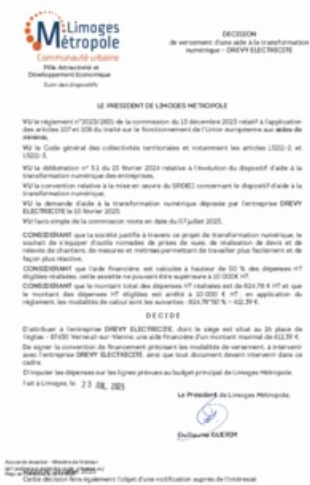 Limoges
Métropole
Communauté urbaine
Pôle Attractivité et
Développement Economique
Suivi des dispositifs
DECISION
de versement d'une aide à la transformation
numérique - DREVY ELECTRICITE
LE PRESIDENT DE LIMOGES METROPOLE
VU le règlement n°2023/2831 de la commission du 13 décembre 2023 relatif à l'application
des articles 107 et 108 du traité sur le fonctionnement de l'Union européenne aux aides de
minimis,
VU le Code général des collectivités territoriales et notamment les articles L5211-2, et
VU la délibération n° 5.1 du 15 février 2024 relative à l'évolution du dispositif d'aide à la
transformation numérique des entreprises.
VU la convention relative à la mise en œuvre du SRDEII concernant le dispositif d'aide à la
transformation numérique.
VU la demande d'aide à la transformation numérique déposée par l'entreprise DREVY
ELECTRICITE le 10 février 2025.
VU l'avis simple de la commission mixte en date du 07 juillet 2025.
CONSIDERANT que la société justifie à travers ce projet de transformation numérique, le
souhait de s'équiper d'outils nomades de prises de vues, de réalisation de devis et de
relevés de chantiers, de mesures et métrées permettant de travailler plus facilement et de
façon plus réactive.
CONSIDERANT que l'aide financière, est calculée à hauteur de 50 % des dépenses HT
éligibles réalisées, cette assiette ne pouvant être supérieure à 10 000€ HT.
CONSIDERANT que le montant total des dépenses HT réalisées est de 824,78 € HT et que
le montant des dépenses HT éligibles est arrêté à 10 000 € HT : en application du
règlement, les modalités de calcul sont les suivantes : 824,78*50 % = 412,39 €.
DECIDE
D'attribuer à l'entreprise DREVY ELECTRICITE, dont le siège est situé au 26 place de
l'église - 87430 Verneuil-sur-Vienne, une aide financière d'un montant maximal de 412,39 €.
De signer la convention de financement précisant les modalités de versement, à intervenir
avec l'entreprise DREVY ELECTRICITE, ainsi que tout document devant intervenir dans ce
cadre.
D'imputer les dépenses sur les lignes prévues au budget principal de Limoges Métropole.
Fait à Limoges, le 23 JUIL. 2025
Le Président de Limoges Métropole,
Guillaume GUERIN
Accusé de réception - Ministère de l'Intérieur
Cette décision fera également l'objet d'une notification auprès de l'intéressé